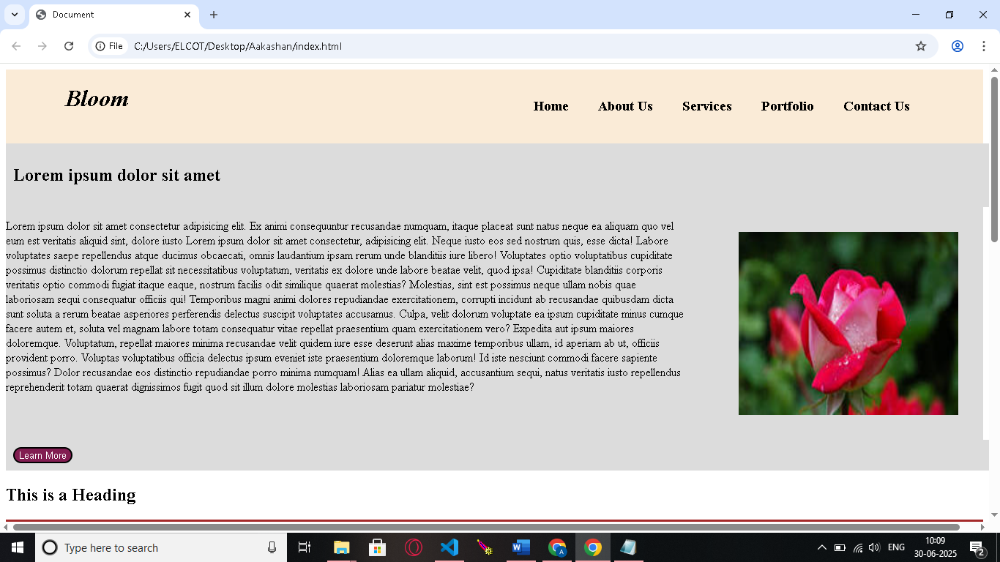 Document
File C:/Users/ELCOT/Desktop/Aakashan/index.html
Bloom
Home About Us Services Portfolio Contact Us
Lorem ipsum dolor sit amet
Lorem ipsum dolor sit amet consectetur adipisicing elit. Ex animi consequuntur recusandae numquam, itaque placeat sunt natus neque ea aliquam quo vel
eum est veritatis aliquid sint, dolore iusto Lorem ipsum dolor sit amet consectetur, adipisicing elit. Neque iusto eos sed nostrum quis, esse dicta! Labore
voluptates saepe repellendus atque ducimus obcaecati, omnis laudantium ipsam rerum unde blanditiis iure libero! Voluptates optio voluptatibus cupiditate
possimus distinctio dolorum repellat sit necessitatibus voluptatum, veritatis ex dolore unde labore beatae velit, quod ipsa! Cupiditate blanditiis corporis
veritatis optio commodi fugiat itaque eaque, nostrum facilis odit similique quaerat molestias? Molestias, sint est possimus neque ullam nobis quae
laboriosam sequi consequatur officiis qui! Temporibus magni animi dolores repudiandae exercitationem, corrupti incidunt ab recusandae quibusdam dicta
sunt soluta a rerum beatae asperiores perferendis delectus suscipit voluptates accusamus. Culpa, velit dolorum voluptate ea ipsum cupiditate minus cumque
facere autem et, soluta vel magnam labore totam consequatur vitae repellat praesentium quam exercitationem vero? Expedita aut ipsum maiores
doloremque. Voluptatum, repellat maiores minima recusandae velit quidem iure esse deserunt alias maxime temporibus ullam, id aperiam ab ut, officiis
provident porro. Voluptas voluptatibus officia delectus ipsum eveniet iste praesentium doloremque laborum! Id iste nesciunt commodi facere sapiente
possimus? Dolor recusandae eos distinctio repudiandae porro minima numquam! Alias ea ullam aliquid, accusantium sequi, natus veritatis iusto repellendus
reprehenderit totam quaerat dignissimos fugit quod sit illum dolore molestias laboriosam pariatur molestiae?
Learn More
This is a Heading
Type here to search
ENG
10:09
30-06-2025
2